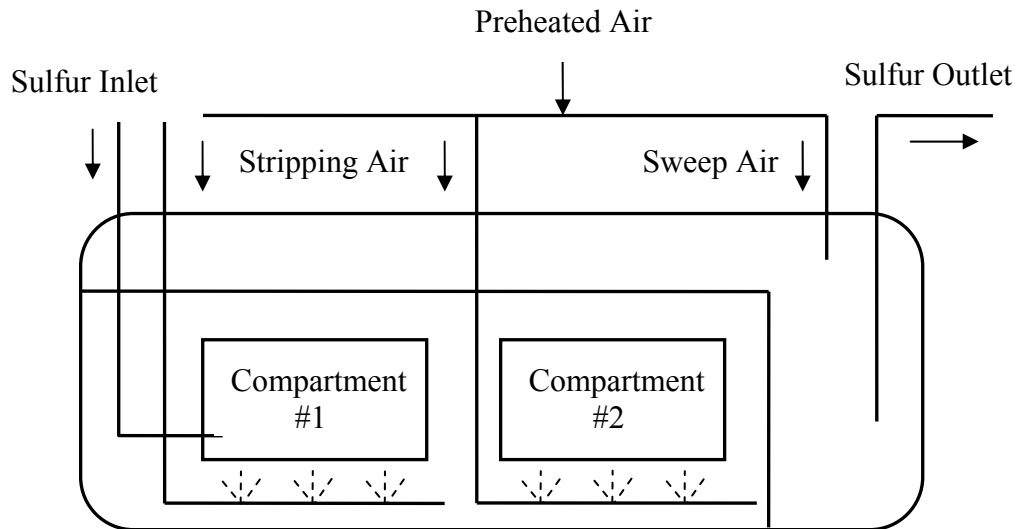 Preheated Air
Sulfur Inlet
Sulfur Outlet
Stripping Air
Sweep Air
Compartment
#1
Compartment
#2